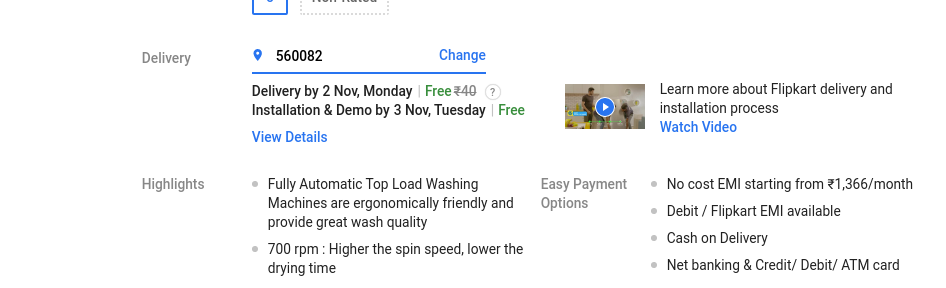 Non-Rated
Delivery
560082
Change
Delivery by 2 Nov, Monday | Free ₹40 ?
Installation & Demo by 3 Nov, Tuesday | Free
View Details
Learn more about Flipkart delivery and
installation process
Watch Video
Highlights
Fully Automatic Top Load Washing
Machines are ergonomically friendly and
provide great wash quality
700 rpm : Higher the spin speed, lower the
drying time
Easy Payment
Options
No cost EMI starting from ₹1,366/month
Debit / Flipkart EMI available
Cash on Delivery
Net banking & Credit/ Debit/ ATM card